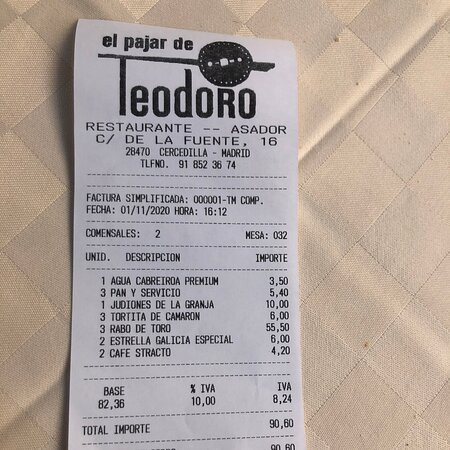 el pajar de
Teodoro
RESTAURANTE -- ASADOR
C/ DE LA FUENTE, 16
28470 CERCEDILLA - MADRID
TLFNO. 91 852 36 74
FACTURA SIMPLIFICADA: 000001-TM COMP.
FECHA: 01/11/2020 HORA: 16:12
COMENSALES: 2 MESA: 032
UNID. DESCRIPCION IMPORTE
1 AGUA CABREIROA PREMIUM 3,50
3 PAN Y SERVICIO 5,40
1 JUDIONES DE LA GRANJA 10,00
3 TORTITA DE CAMARON 6,00
3 RABO DE TORO 55,50
2 ESTRELLA GALICIA ESPECIAL 6,00
2 CAFE STRACTO 4,20
BASE % IVA IVA
82,36 10,00 8,24
TOTAL IMPORTE 90,60
90,60